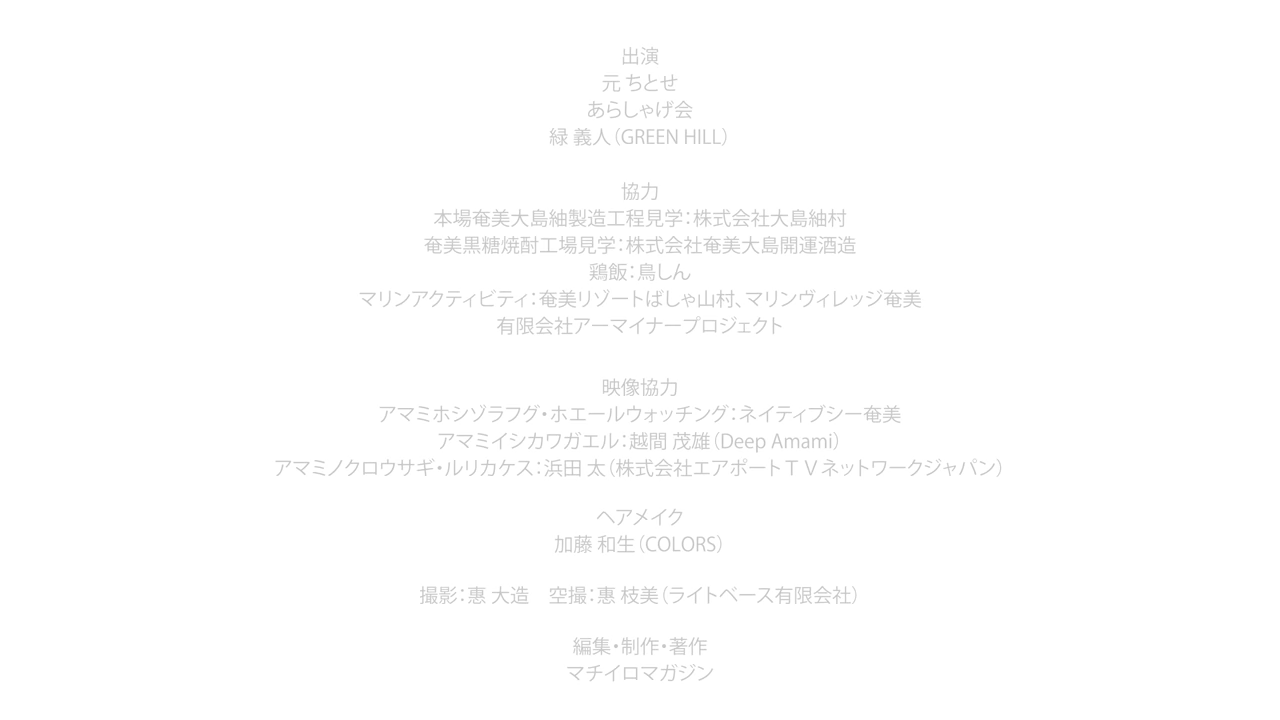 出演
元 ちとせ
あらしゃげ会
緑 義人（GREEN HILL）
協力
本場奄美大島紬製造工程見学：株式会社大島紬村
奄美黒糖焼酎工場見学：株式会社奄美大島開運酒造
鶏飯：鳥しん
マリンアクティビティ：奄美リゾートばしゃ山村、マリンヴィレッジ奄美
有限会社アーマイナープロジェクト
映像協力
アマミホシゾラフグ・ホエールウォッチング：ネイティブシー奄美
アマミイシカワガエル：越間 茂雄（Deep Amami）
アマミノクロウサギ・ルリカケス：浜田 太（株式会社エアポートＴＶネットワークジャパン）
ヘアメイク
加藤 和生（COLORS）
撮影：惠 大造　空撮：惠 枝美（ライトベース有限会社）
編集・制作・著作
マチイロマガジン